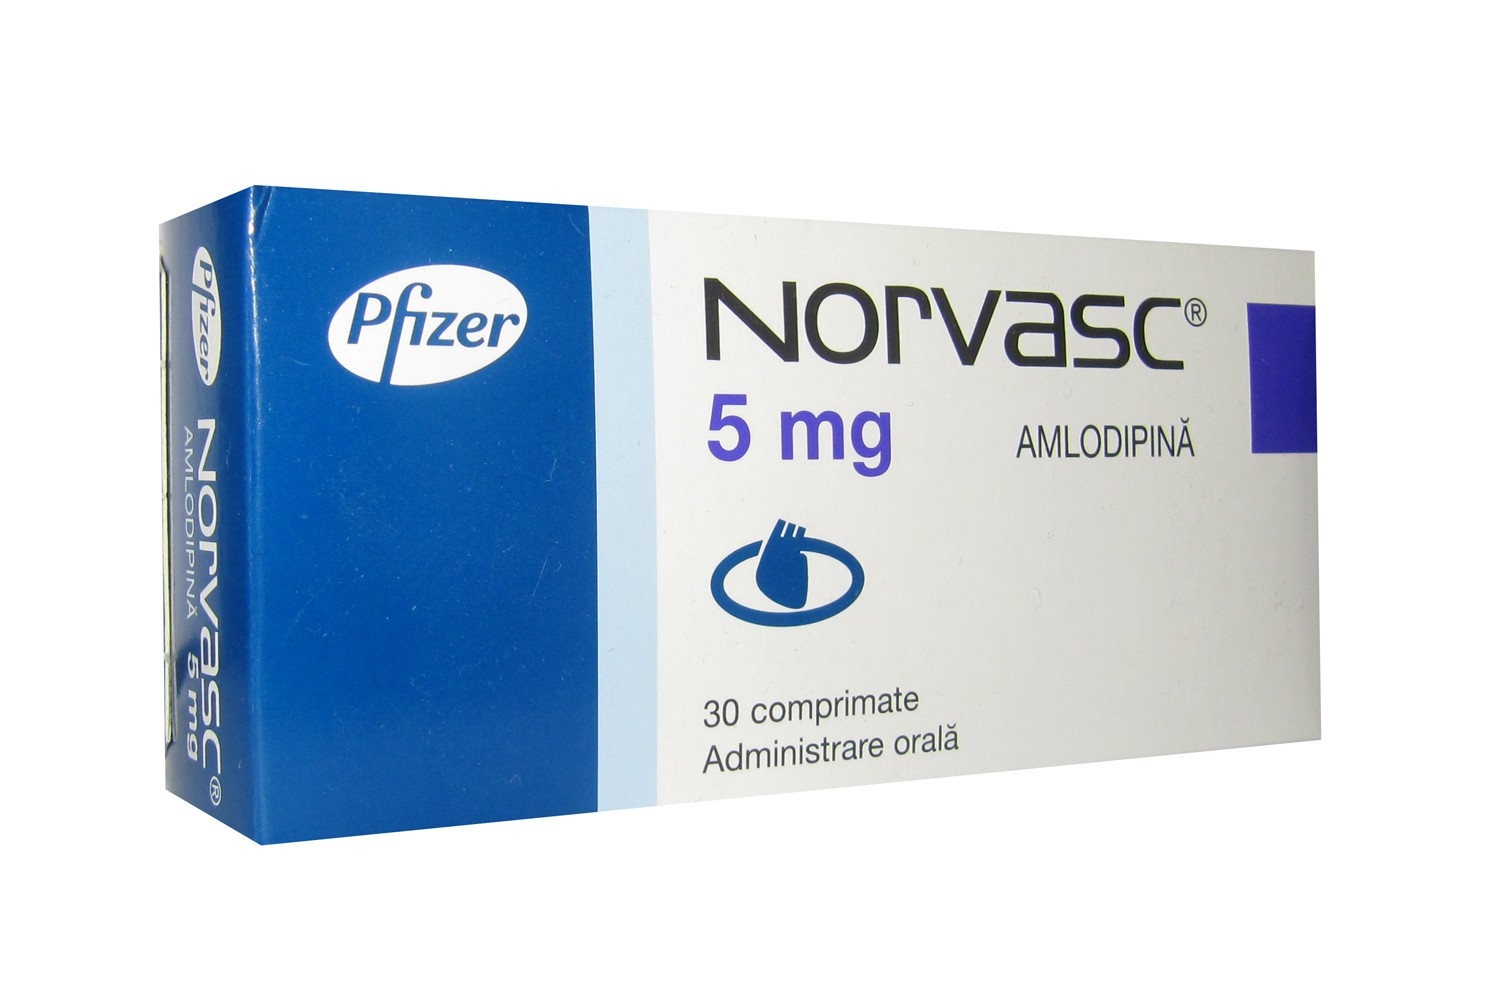 Pfizer
NORVASC®
AMLODIPINĂ
5 mg
Pfizer
NORVASC®
5 mg
AMLODIPINĂ
30 comprimate
Administrare orală